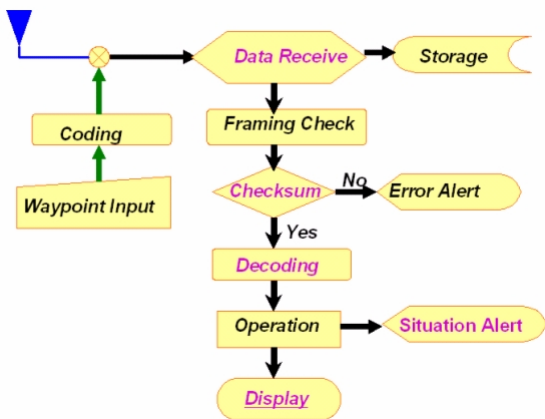 Data Receive
Storage
Coding
Framing Check
Waypoint Input
Checksum
No
Error Alert
Yes
Decoding
Operation
Situation Alert
Display